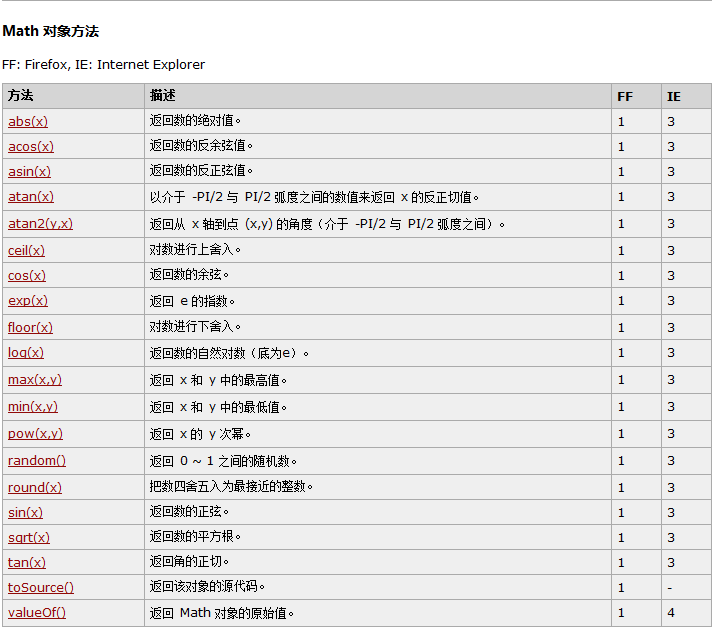 Math 对象方法
FF: Firefox, IE: Internet Explorer
方法 描述 FF IE
abs(x) 返回数的绝对值。 1 3
acos(x) 返回数的反余弦值。 1 3
asin(x) 返回数的反正弦值。 1 3
atan(x) 以介于 -PI/2 与 PI/2 弧度之间的数值来返回 x 的反正切值。 1 3
atan2(y,x) 返回从 x 轴到点 (x,y) 的角度（介于 -PI/2 与 PI/2 弧度之间）。 1 3
ceil(x) 对数进行上舍入。 1 3
cos(x) 返回数的余弦。 1 3
exp(x) 返回 e 的指数。 1 3
floor(x) 对数进行下舍入。 1 3
log(x) 返回数的自然对数（底为e）。 1 3
max(x,y) 返回 x 和 y 中的最高值。 1 3
min(x,y) 返回 x 和 y 中的最低值。 1 3
pow(x,y) 返回 x 的 y 次幂。 1 3
random() 返回 0 ~ 1 之间的随机数。 1 3
round(x) 把数四舍五入为最接近的整数。 1 3
sin(x) 返回数的正弦。 1 3
sqrt(x) 返回数的平方根。 1 3
tan(x) 返回角的正切。 1 3
toSource() 返回该对象的源代码。 1 -
valueOf() 返回 Math 对象的原始值。 1 4